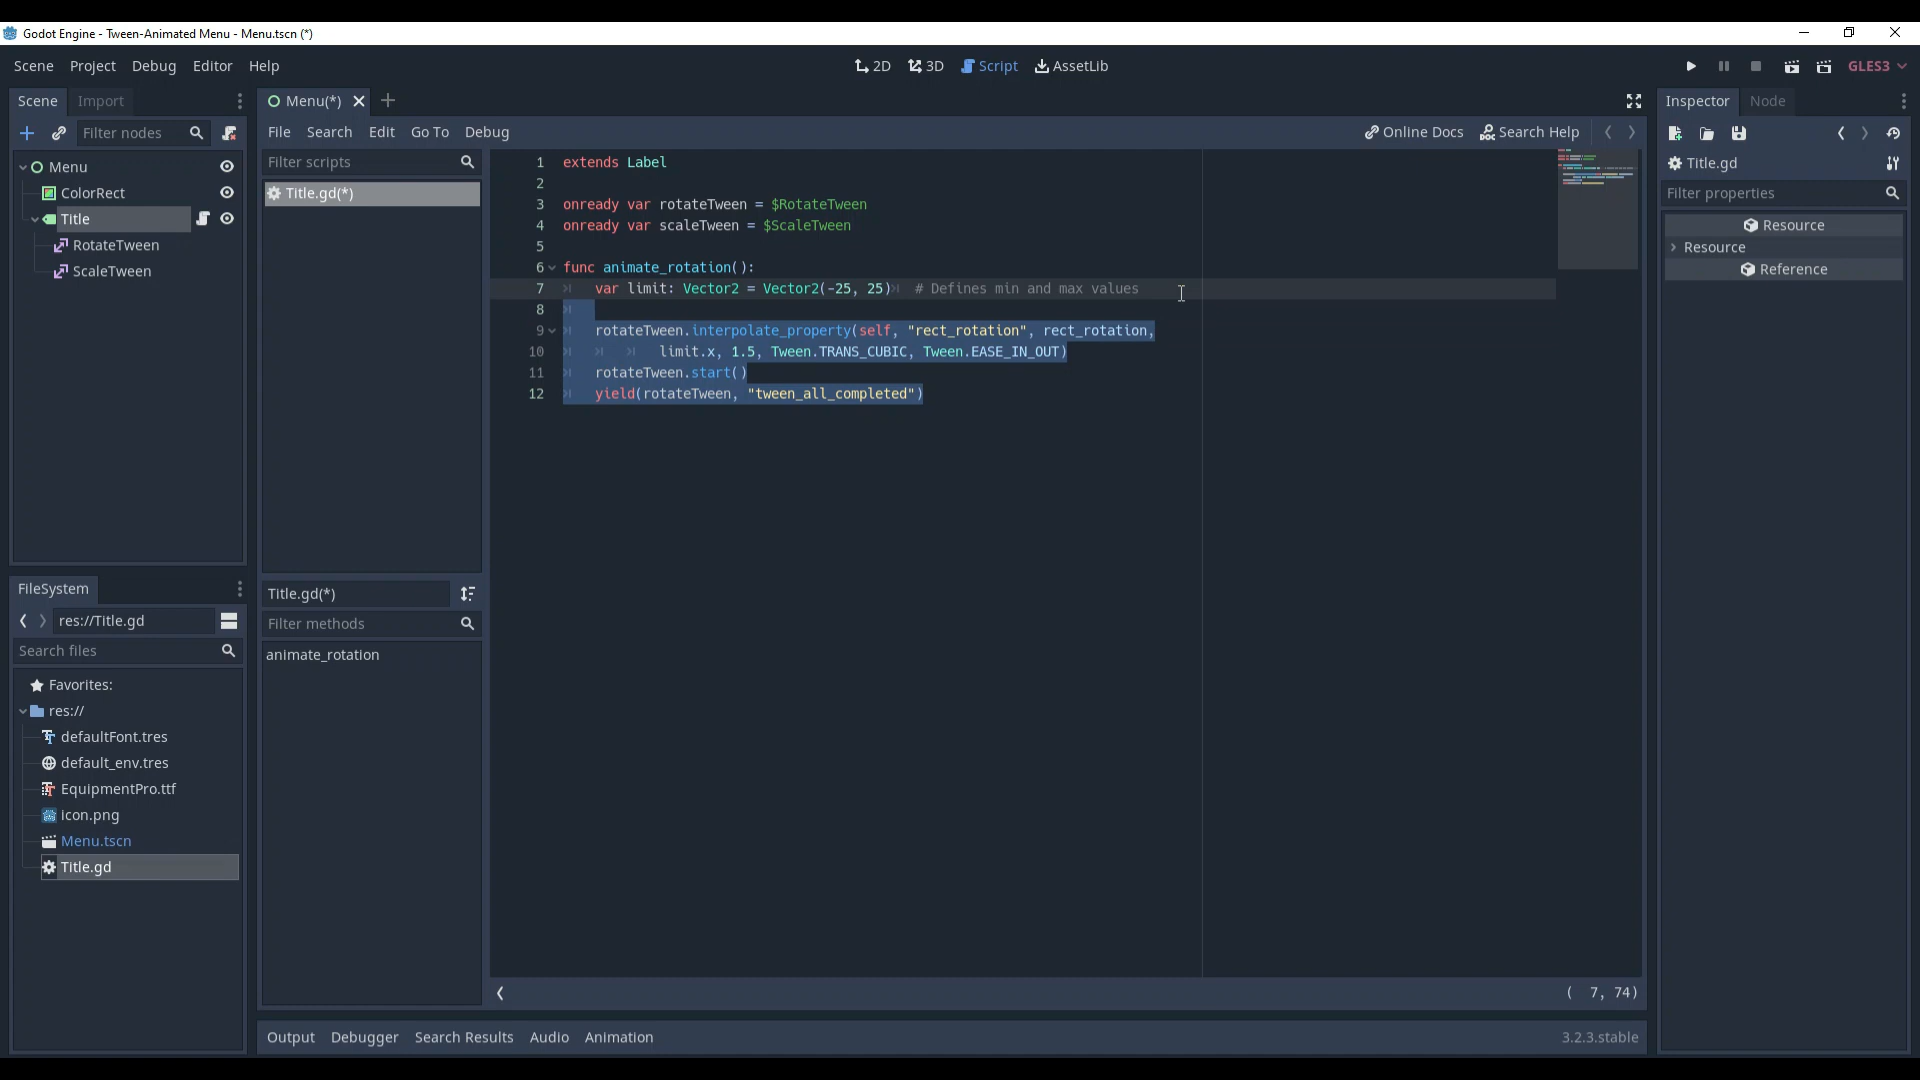 Godot Engine - Tween-Animated Menu - Menu.tscn (*)
Scene Project Debug Editor Help
2D 3D Script AssetLib
GLES3
Scene Import
Filter nodes
Menu
ColorRect
Title
RotateTween
ScaleTween
FileSystem
res://Title.gd
Search files
Favorites:
res://
defaultFont.tres
default_env.tres
EquipmentPro.ttf
icon.png
Menu.tscn
Title.gd
Menu(*)
File Search Edit Go To Debug
Online Docs Search Help
Filter scripts
Title.gd(*)
Title.gd(*)
Filter methods
animate_rotation
1 extends Label
2
3 onready var rotateTween = $RotateTween
4 onready var scaleTween = $ScaleTween
5
6 func animate_rotation():
7 var limit: Vector2 = Vector2(-25, 25) # Defines min and max values
8
9 rotateTween.interpolate_property(self, "rect_rotation", rect_rotation,
10 limit.x, 1.5, Tween.TRANS_CUBIC, Tween.EASE_IN_OUT)
11 rotateTween.start()
12 yield(rotateTween, "tween_all_completed")
( 7, 74)
Output Debugger Search Results Audio Animation
3.2.3.stable
Inspector Node
Title.gd
Filter properties
Resource
Resource
Reference